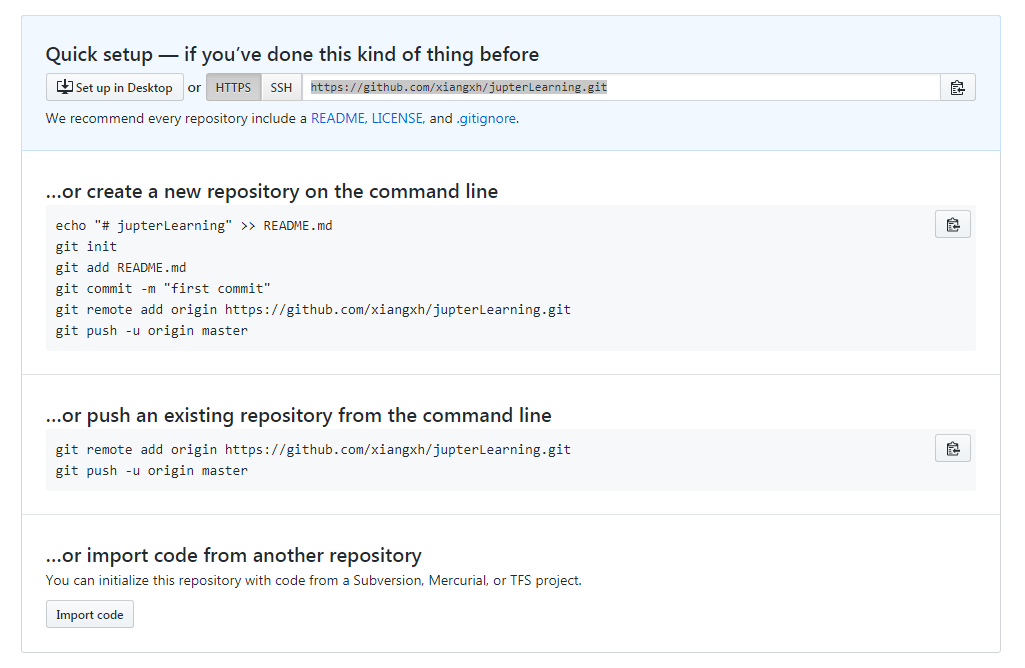 Quick setup — if you’ve done this kind of thing before
Set up in Desktop or HTTPS SSH https://github.com/xiangxh/jupterLearning.git
We recommend every repository include a README, LICENSE, and .gitignore.
…or create a new repository on the command line
echo "# jupterLearning" >> README.md
git init
git add README.md
git commit -m "first commit"
git remote add origin https://github.com/xiangxh/jupterLearning.git
git push -u origin master
…or push an existing repository from the command line
git remote add origin https://github.com/xiangxh/jupterLearning.git
git push -u origin master
…or import code from another repository
You can initialize this repository with code from a Subversion, Mercurial, or TFS project.
Import code